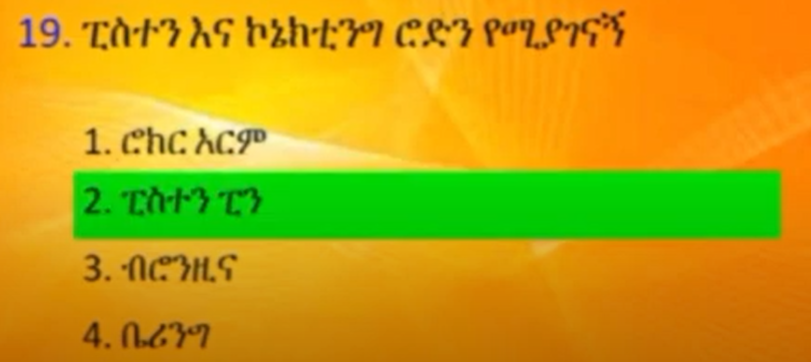 19. ፒስተን እና ኮኔክቲንግ ሮድን የሚያገናኝ
1. ሮከር አርም
2. ፒስተን ፒን
3. ብሮንዚና
4. ቤሪንግ